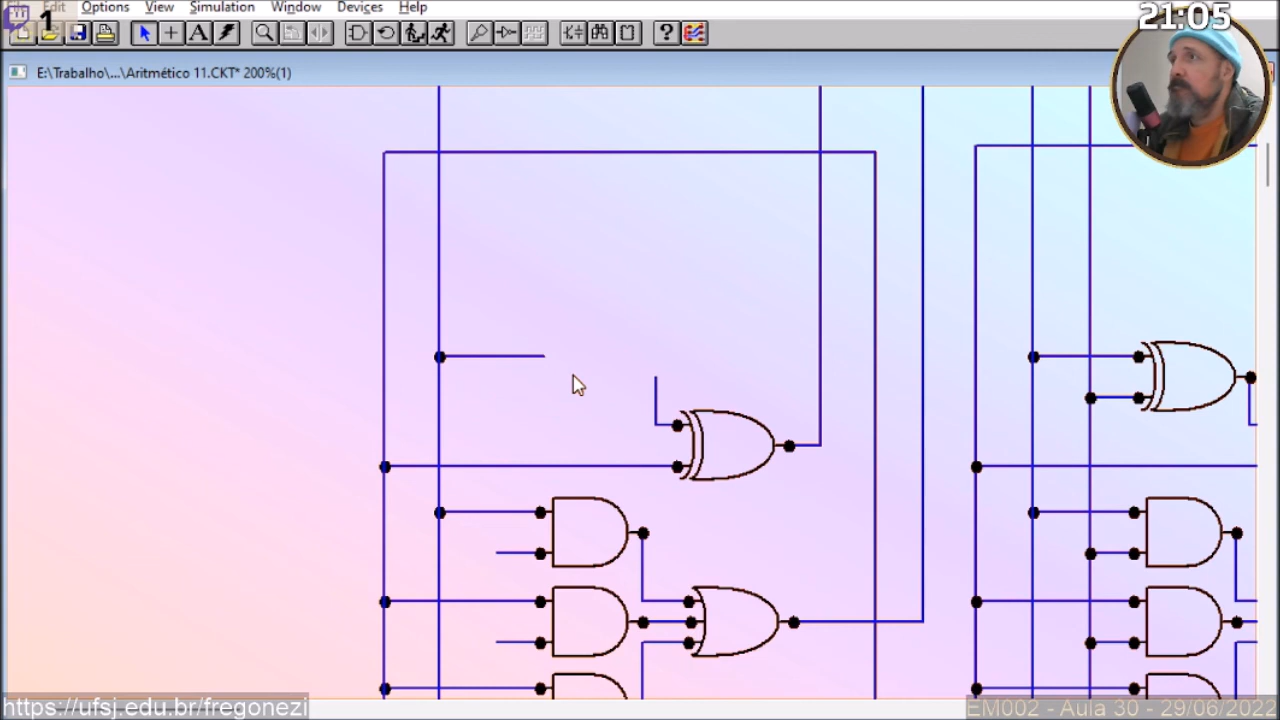 1
21:05
Edit Options View Simulation Window Devices Help
A ?
E:\Trabalho\...\Aritmético 11.CKT* 200%(1)
https://ufsj.edu.br/fregonezi
EM002 - Aula 30 - 29/06/2022